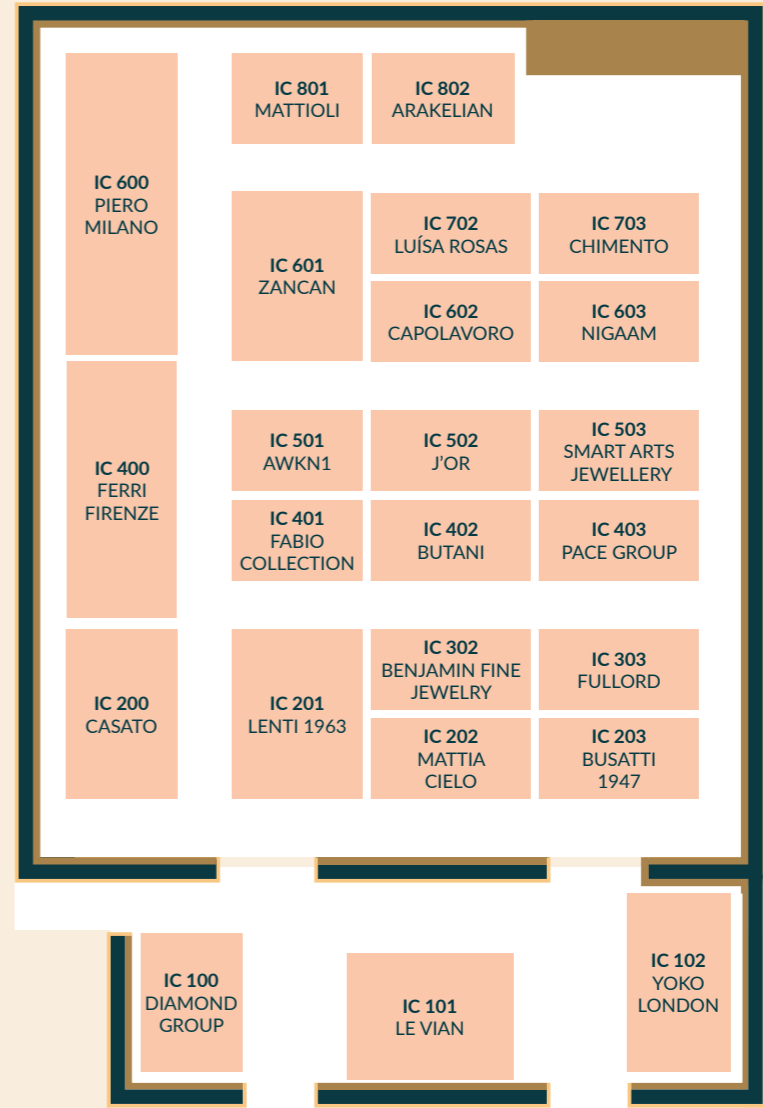 IC 801
MATTIOLI
IC 802
ARAKELIAN
IC 600
PIERO
MILANO
IC 601
ZANCAN
IC 702
LUÍSA ROSAS
IC 703
CHIMENTO
IC 602
CAPOLAVORO
IC 603
NIGAAM
IC 400
FERRI
FIRENZE
IC 501
AWKN1
IC 502
J'OR
IC 503
SMART ARTS
JEWELLERY
IC 401
FABIO
COLLECTION
IC 402
BUTANI
IC 403
PACE GROUP
IC 200
CASATO
IC 201
LENTI 1963
IC 302
BENJAMIN FINE
JEWELRY
IC 303
FULLORD
IC 202
MATTIA
CIELO
IC 203
BUSATTI
1947
IC 100
DIAMOND
GROUP
IC 101
LE VIAN
IC 102
YOKO
LONDON